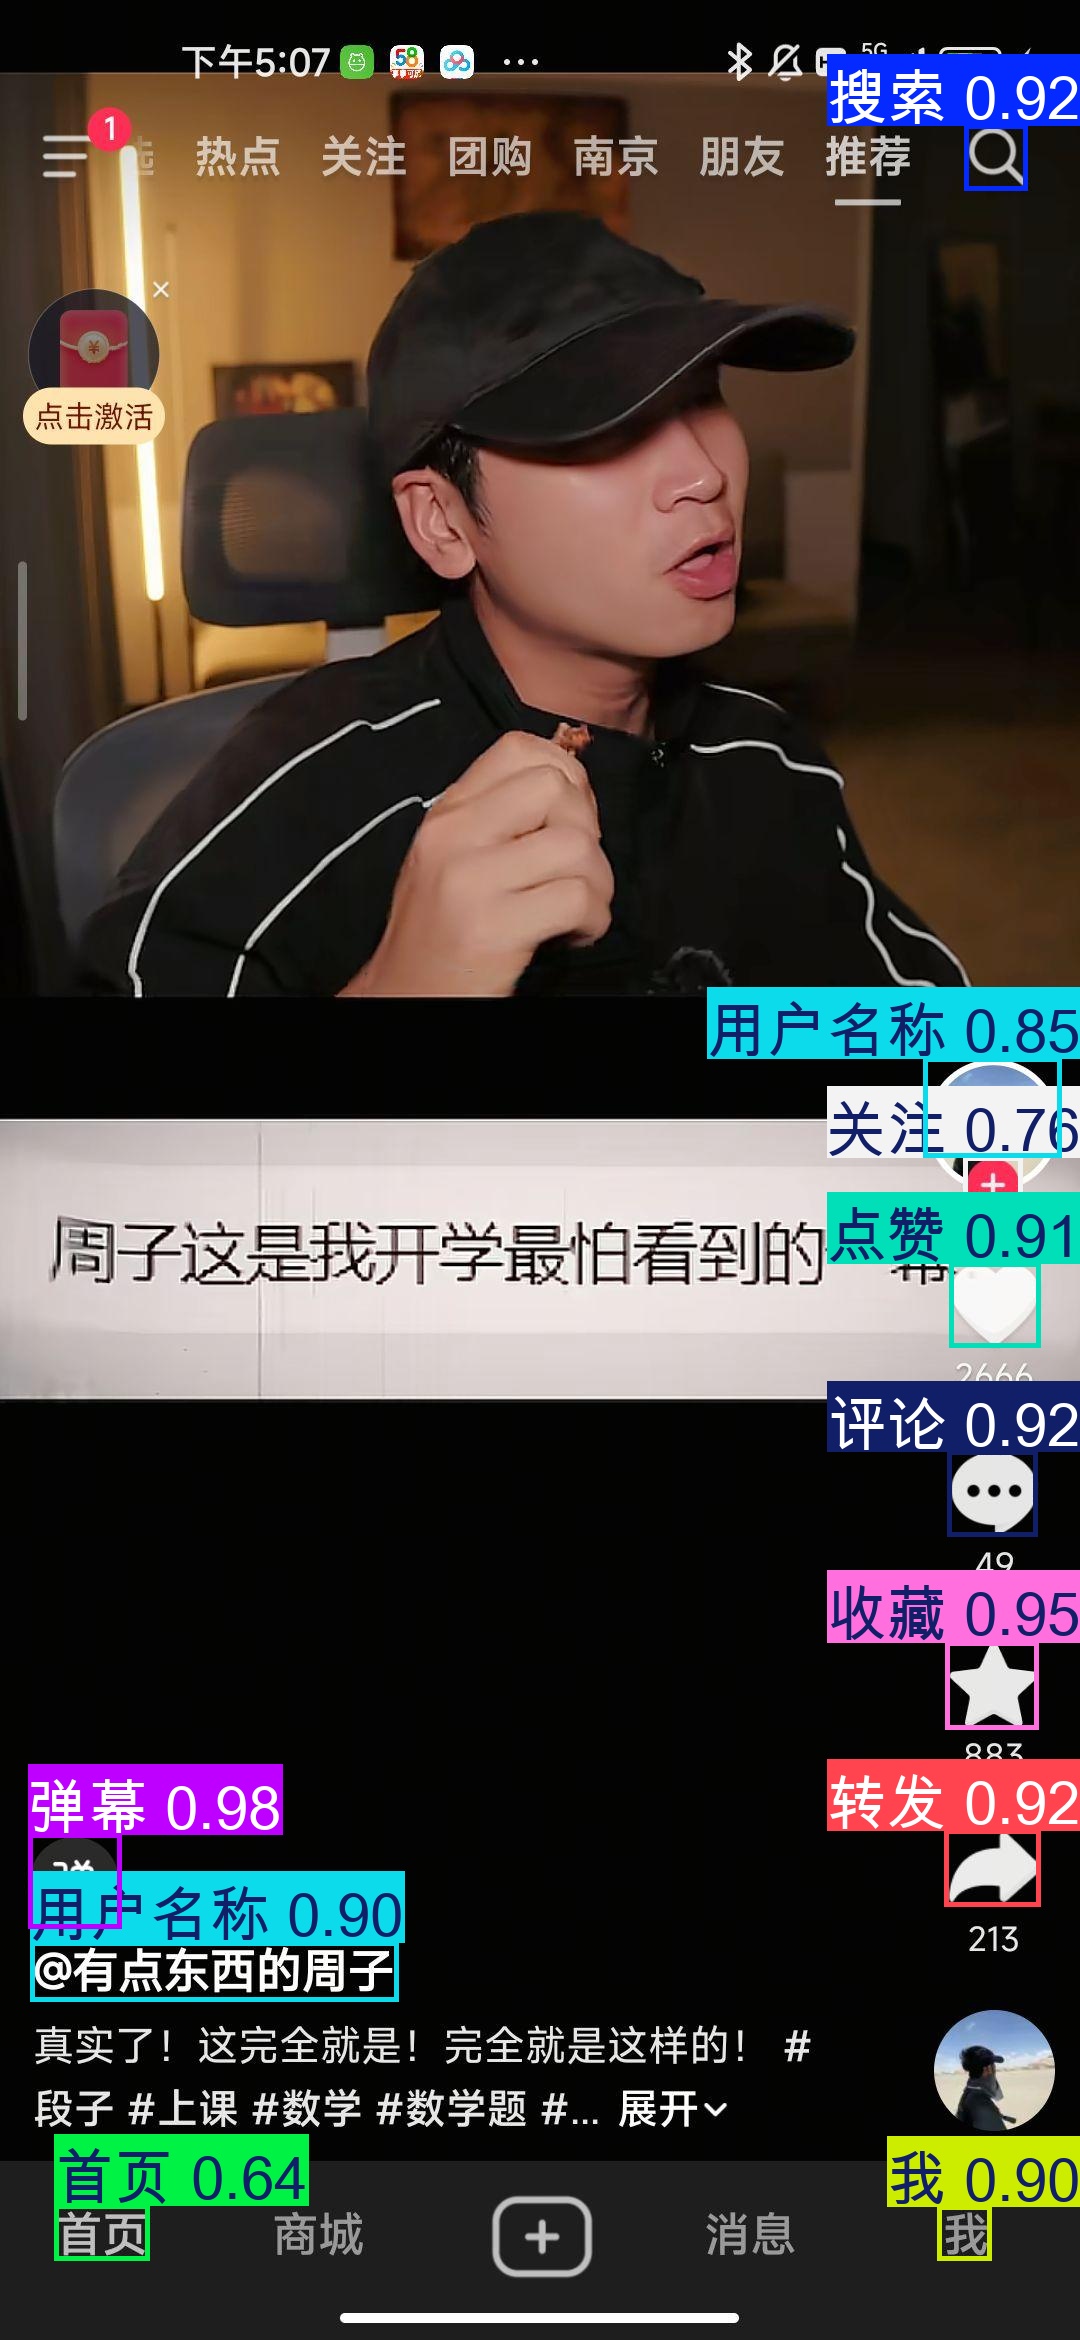 下午5:07
58
...
5G
搜索 0.92
1
热点 关注 团购 南京 朋友 推荐
点击激活
用户名称 0.85
关注 0.76
周子这是我开学最怕看到的
点赞 0.91
2666
评论 0.92
49
收藏 0.95
883
弹幕 0.98
转发 0.92
用户名称 0.90
213
@有点东西的周子
真实了！这完全就是！完全就是这样的！ #
段子 #上课 #数学 #数学题 #... 展开
首页 0.64
我 0.90
首页 商城 消息 我